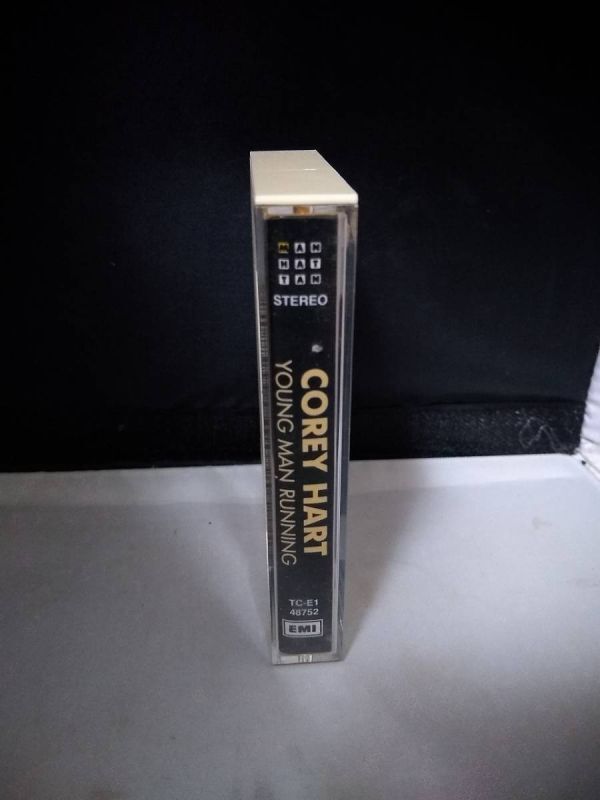 MAN
HAT
TAN
STEREO
COREY HART
YOUNG MAN RUNNING
TC-E1
48752
EMI